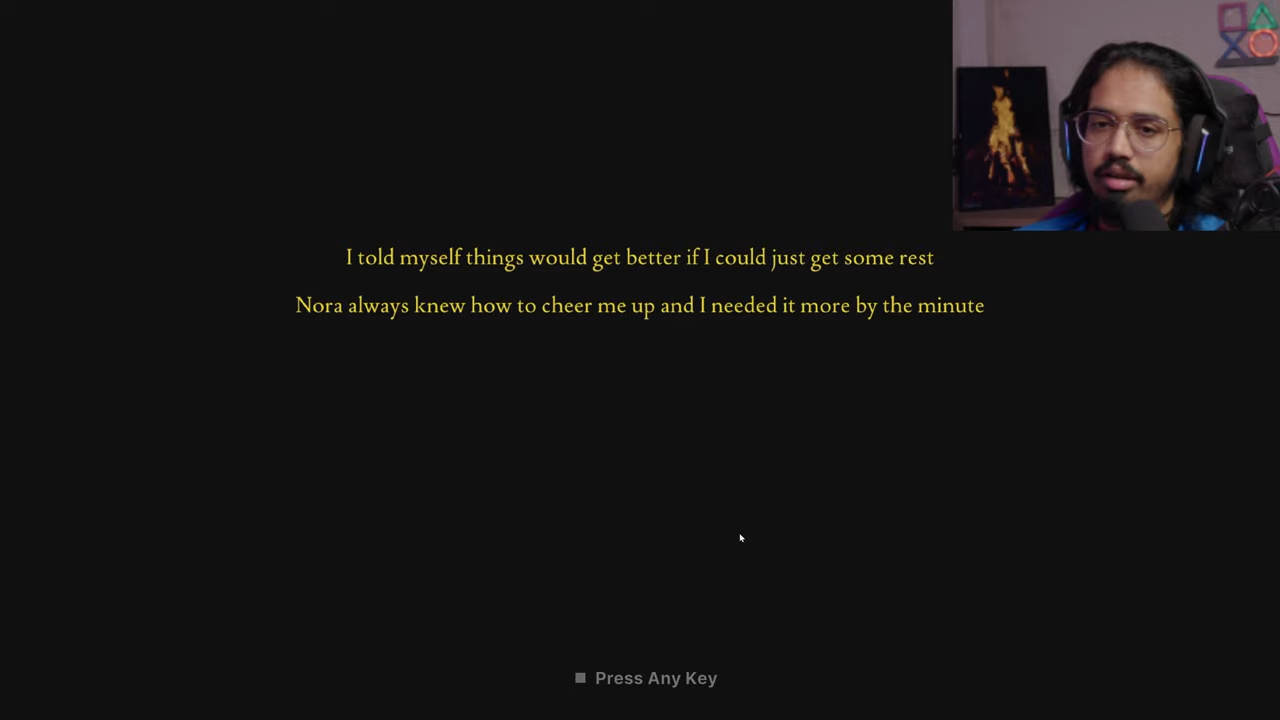 I told myself things would get better if I could just get some rest
Nora always knew how to cheer me up and I needed it more by the minute
Press Any Key